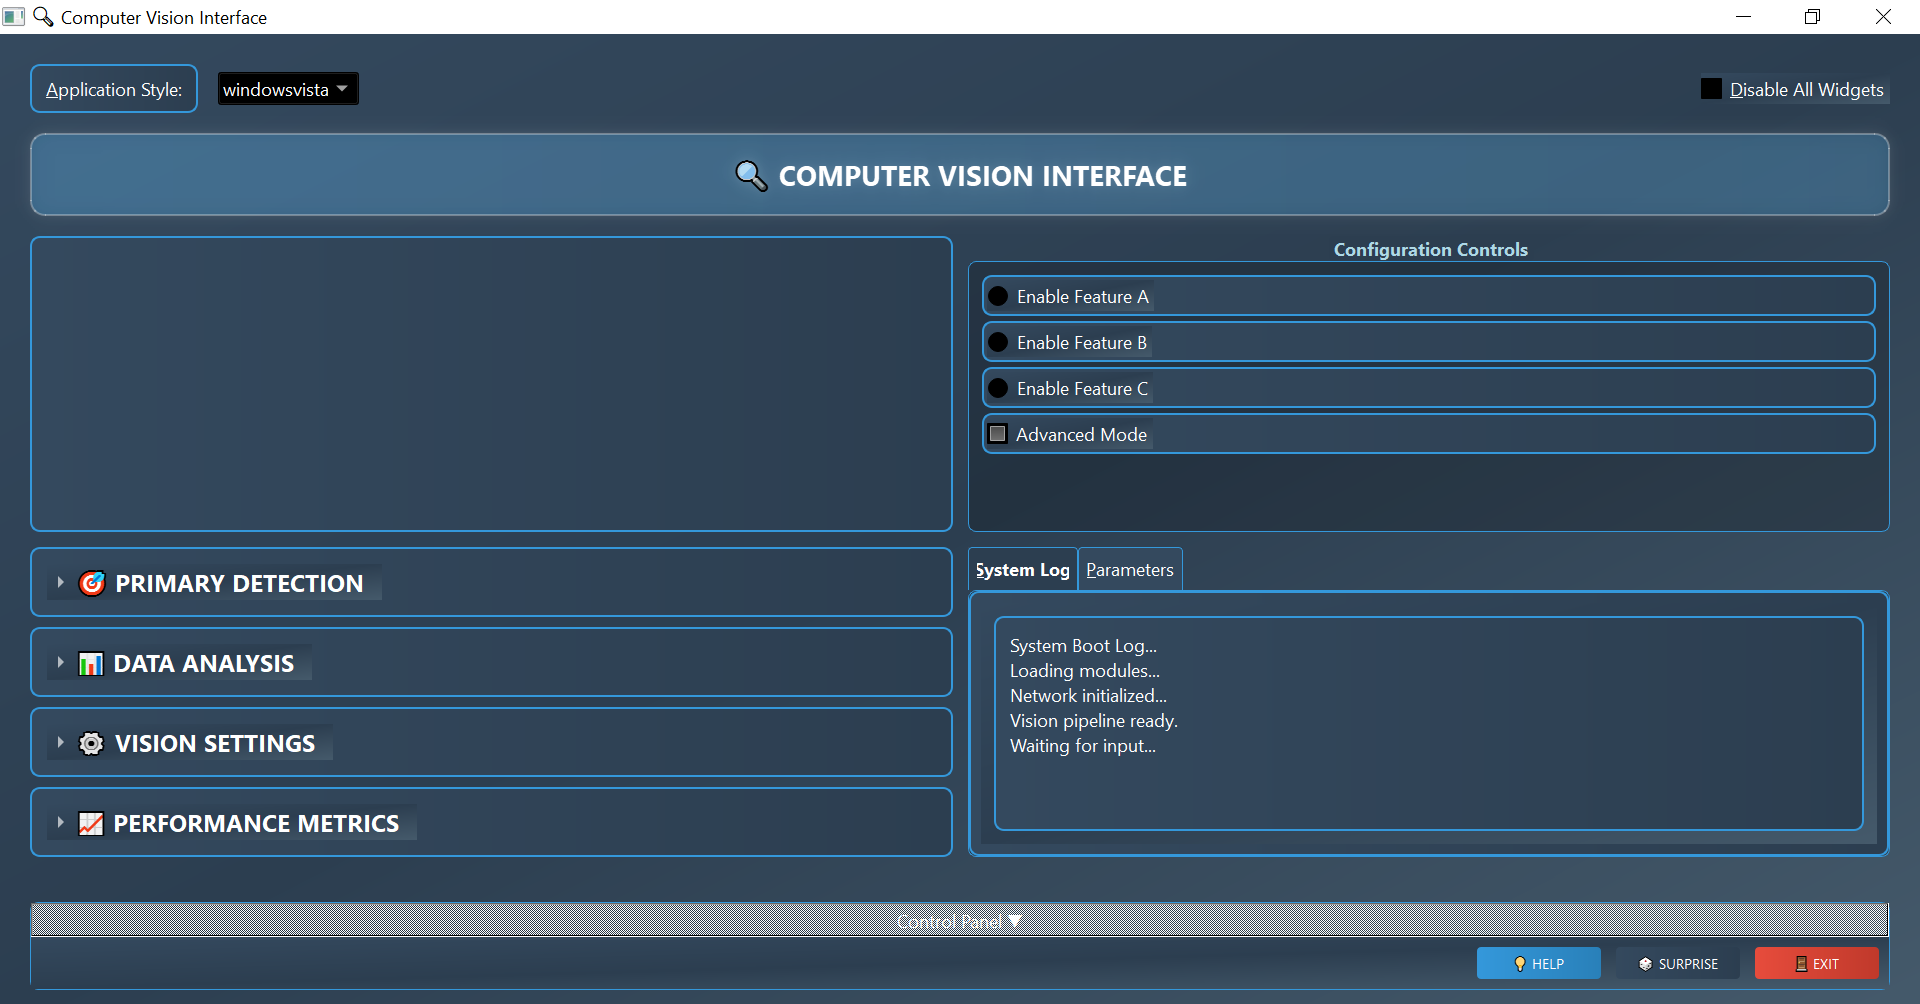 Computer Vision Interface
Application Style:
windowsvista
Disable All Widgets
COMPUTER VISION INTERFACE
Configuration Controls
Enable Feature A
Enable Feature B
Enable Feature C
Advanced Mode
PRIMARY DETECTION
DATA ANALYSIS
VISION SETTINGS
PERFORMANCE METRICS
System Log
Parameters
System Boot Log...
Loading modules...
Network initialized...
Vision pipeline ready.
Waiting for input...
Control Panel ▼
HELP
SURPRISE
EXIT